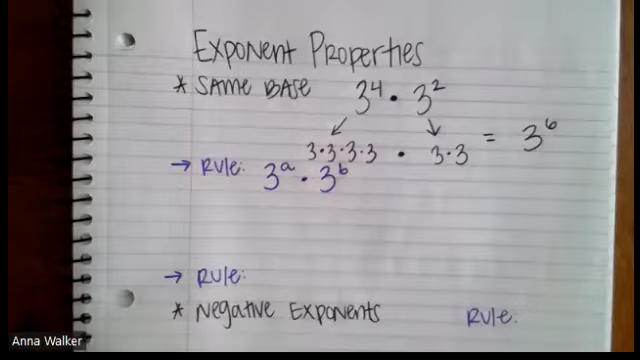 Exponent Properties
* SAME BASE 3⁴ • 3²
3•3•3•3 • 3•3 = 3⁶
→ RULE: 3ᵃ • 3ᵇ
→ RULE:
* Negative Exponents RULE.
Anna Walker